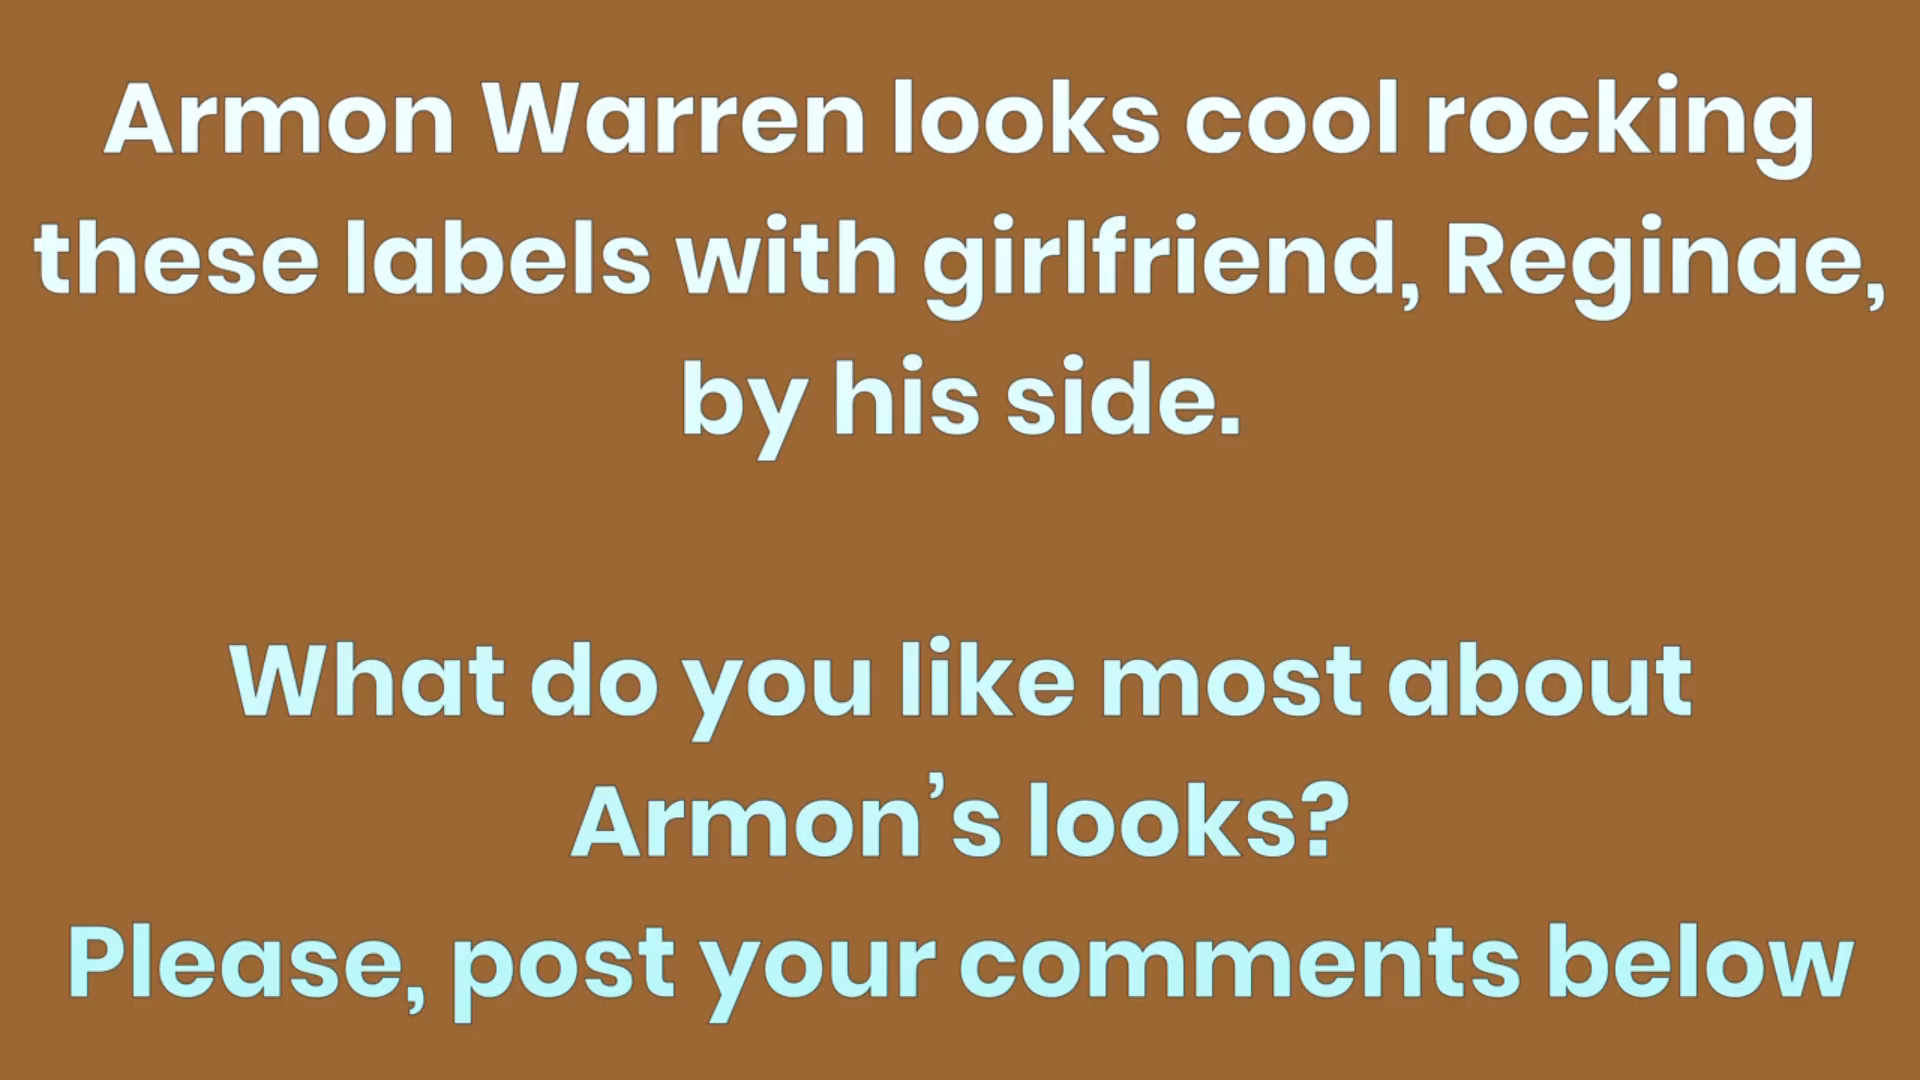 Armon Warren looks cool rocking
these labels with girlfriend, Reginae,
by his side.
What do you like most about
Armon’s looks?
Please, post your comments below